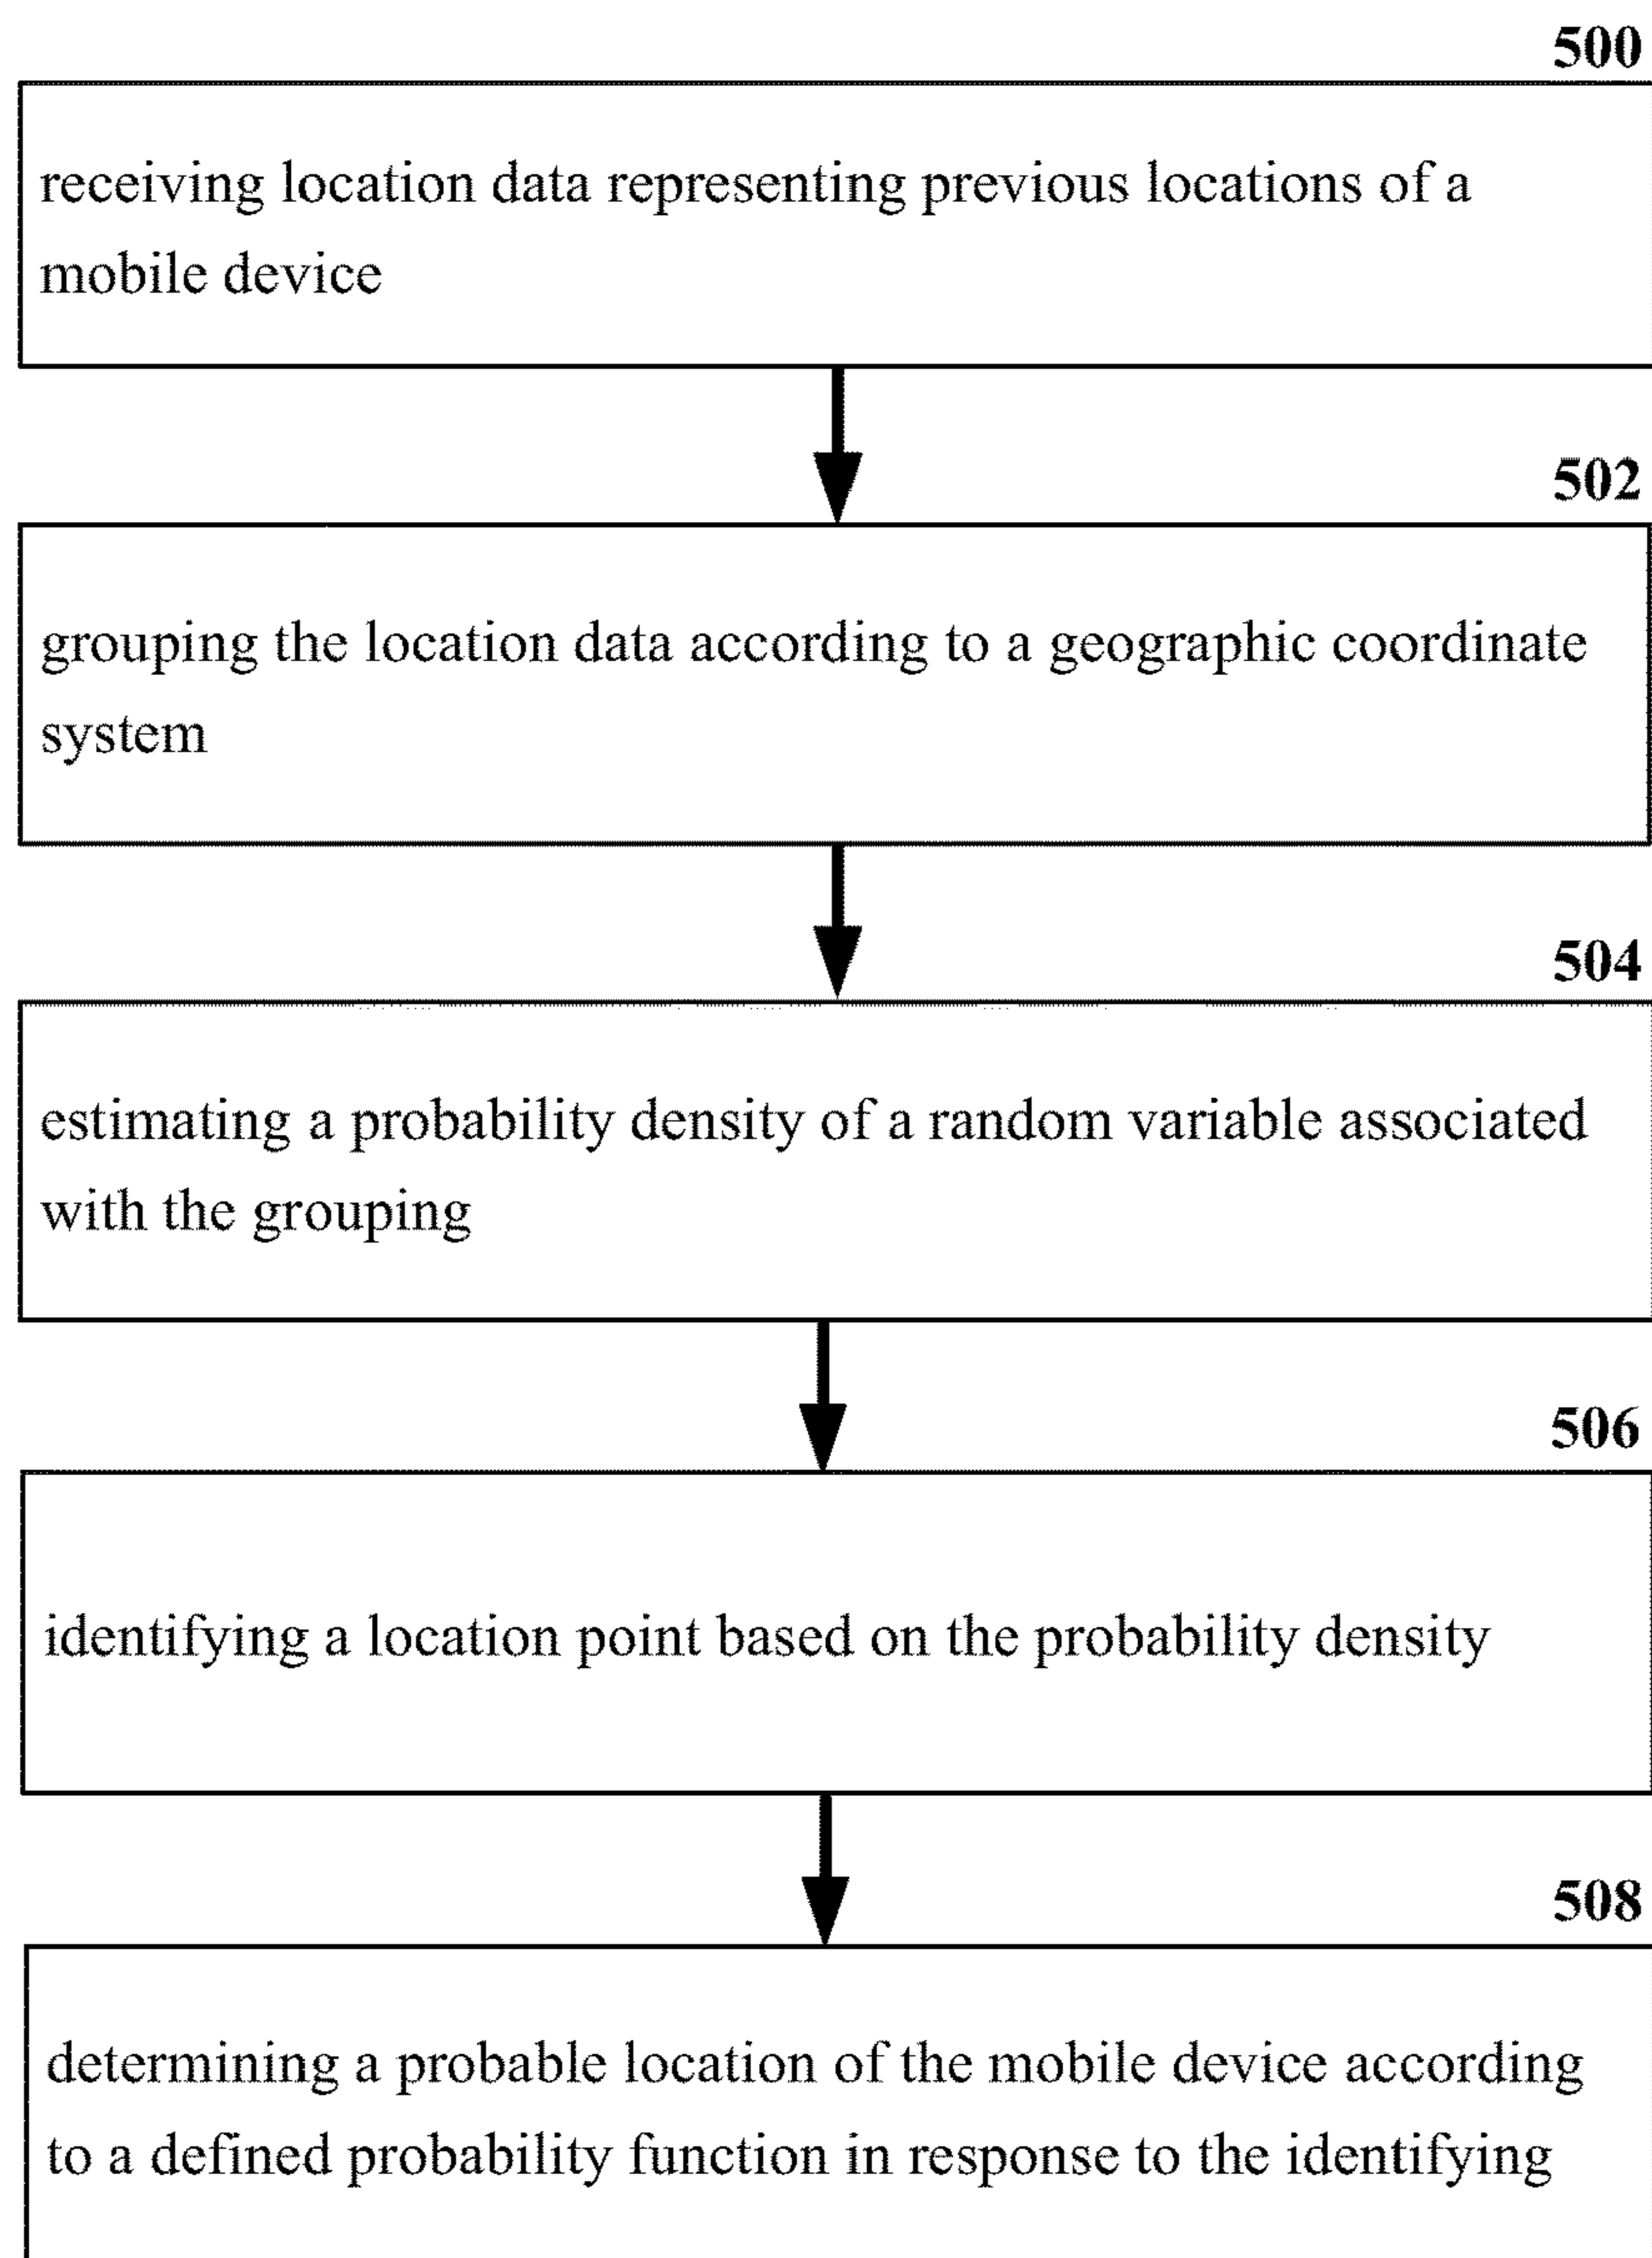 500
receiving location data representing previous locations of a
mobile device
502
grouping the location data according to a geographic coordinate
system
504
estimating a probability density of a random variable associated
with the grouping
506
identifying a location point based on the probability density
508
determining a probable location of the mobile device according
to a defined probability function in response to the identifying